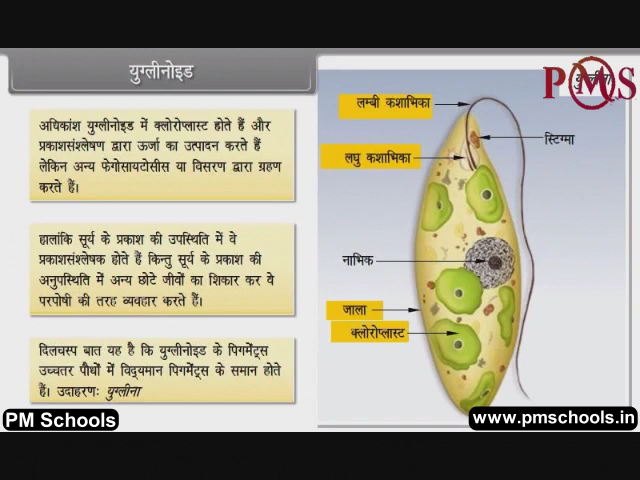 युग्लीनोइड
PMS
युग्लीना
अधिकांश युग्लीनोइड में क्लोरोप्लास्ट होते हैं और
प्रकाशसंश्लेषण द्वारा ऊर्जा का उत्पादन करते हैं
लेकिन अन्य फेगोसायटोसीस या विसरण द्वारा ग्रहण
करते हैं।
हालांकि सूर्य के प्रकाश की उपस्थिति में वे
प्रकाशसंश्लेषक होते हैं किन्तु सूर्य के प्रकाश की
अनुपस्थिति में अन्य छोटे जीवों का शिकार कर वे
परपोषी की तरह व्यवहार करते हैं।
दिलचस्प बात यह है कि युग्लीनोइड के पिगमेंट्स
उच्चतर पौधों में विद्यमान पिगमेंट्स के समान होते
हैं। उदाहरण: युग्लीना
लम्बी कशाभिका
स्टिग्मा
लघु कशाभिका
नाभिक
जाला
क्लोरोप्लास्ट
PM Schools
www.pmschools.in